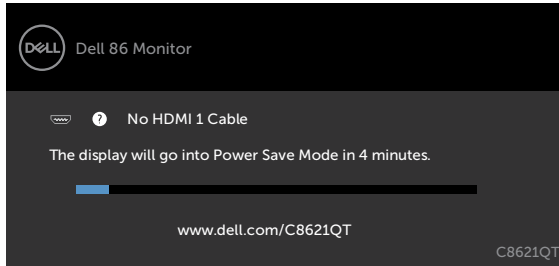 DELL
Dell 86 Monitor
? No HDMI 1 Cable
The display will go into Power Save Mode in 4 minutes.
www.dell.com/C8621QT
C8621QT